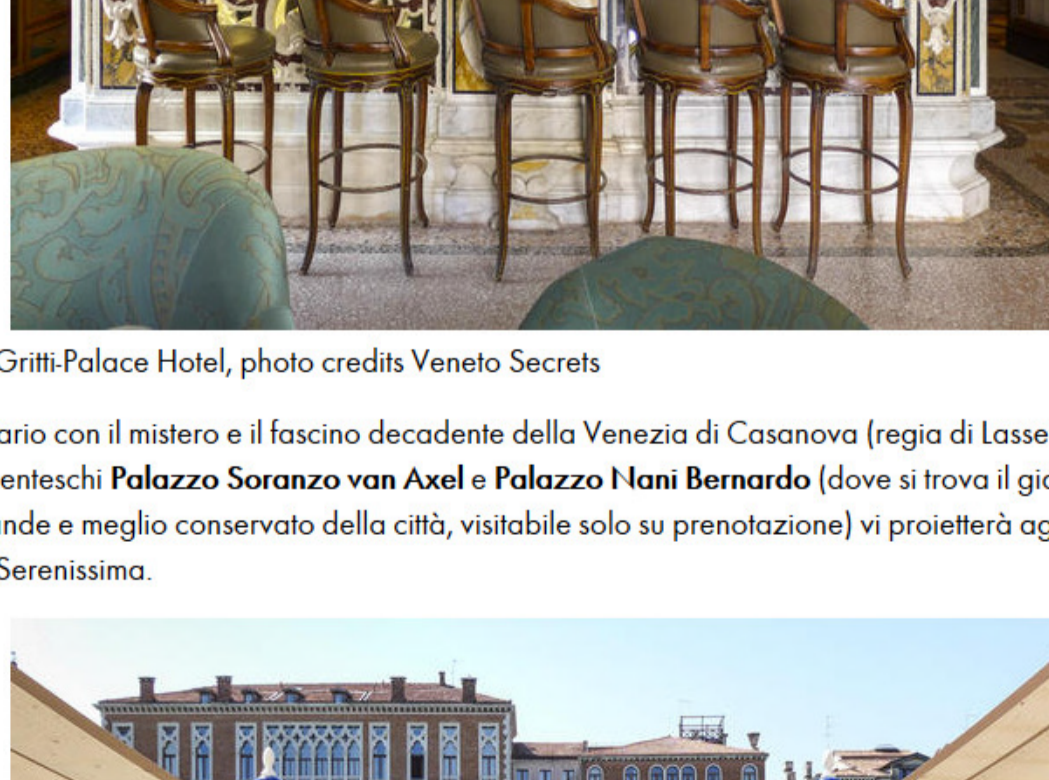 Gritti-Palace Hotel, photo credits Veneto Secrets
ario con il mistero e il fascino decadente della Venezia di Casanova (regia di Lasse
enteschi Palazzo Soranzo van Axel e Palazzo Nani Bernardo (dove si trova il gia
nde e meglio conservato della città, visitabile solo su prenotazione) vi proietterà ag
Serenissima.